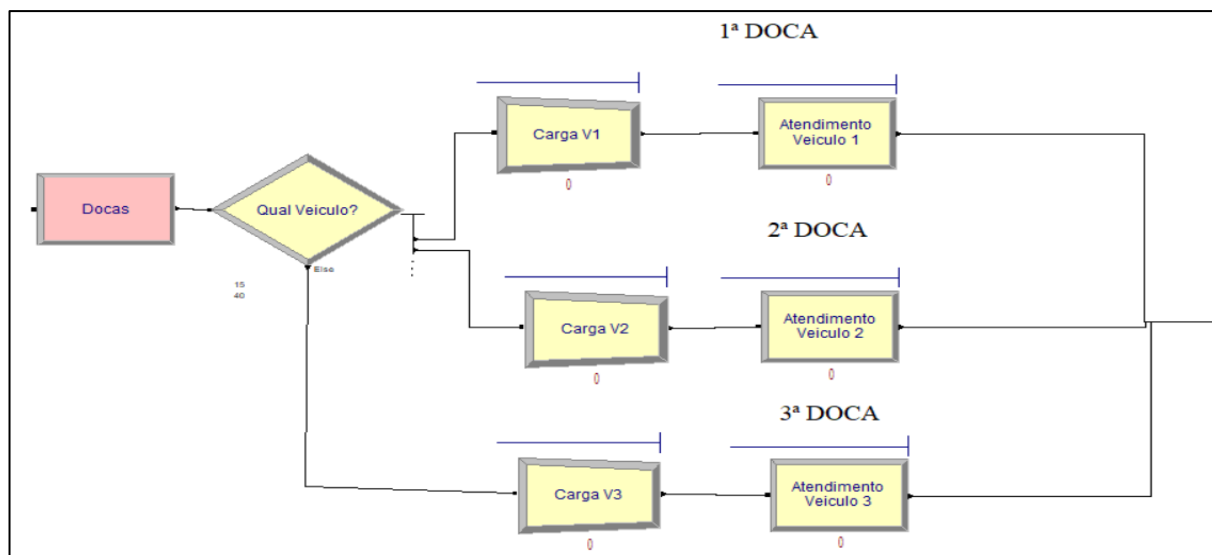 1ª DOCA
Carga V1
0
Atendimento
Veiculo 1
0
Docas
Qual Veiculo?
Else
15
40
2ª DOCA
Carga V2
0
Atendimento
Veiculo 2
0
3ª DOCA
Carga V3
0
Atendimento
Veiculo 3
0